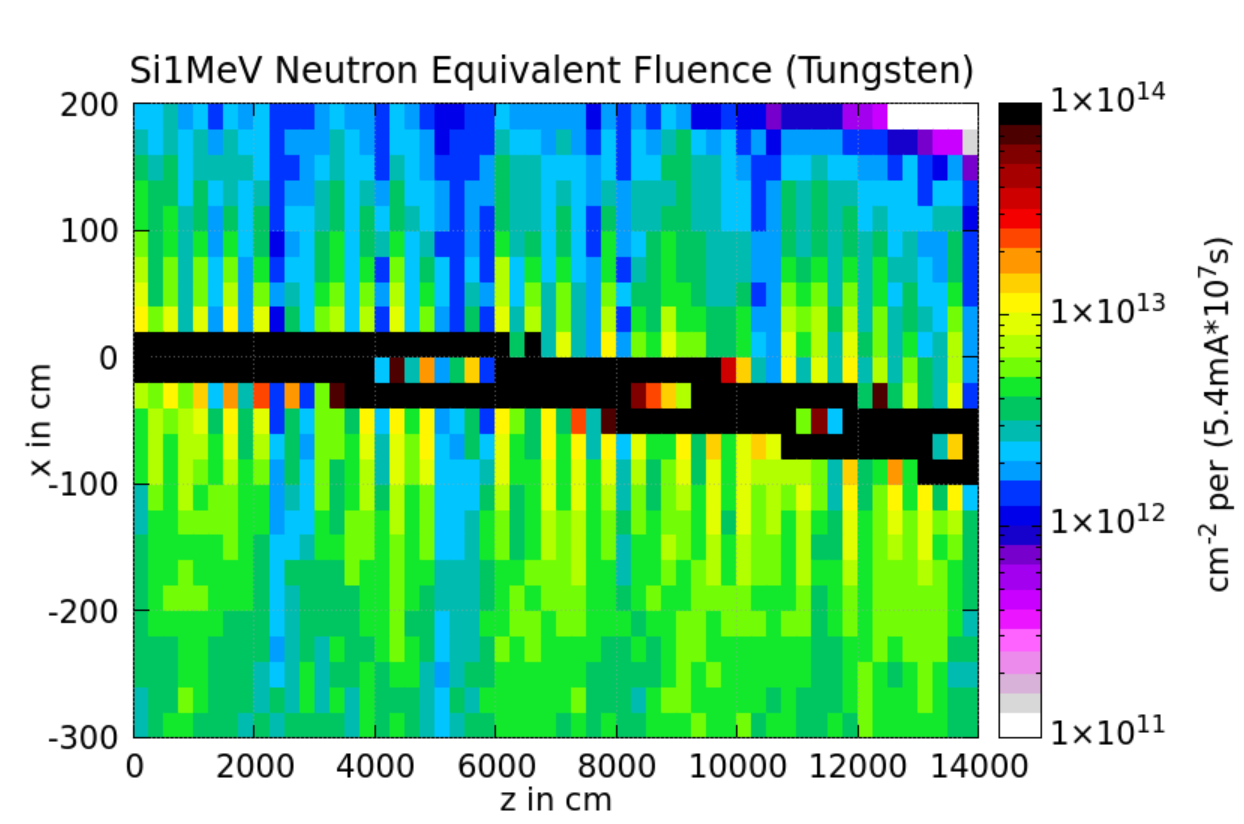 Si1MeV Neutron Equivalent Fluence (Tungsten)
200
100
0
-100
-200
-300
x in cm
0 2000 4000 6000 8000 10000 12000 14000
z in cm
1×10¹⁴
1×10¹³
1×10¹²
1×10¹¹
cm⁻² per (5.4mA*10⁷s)